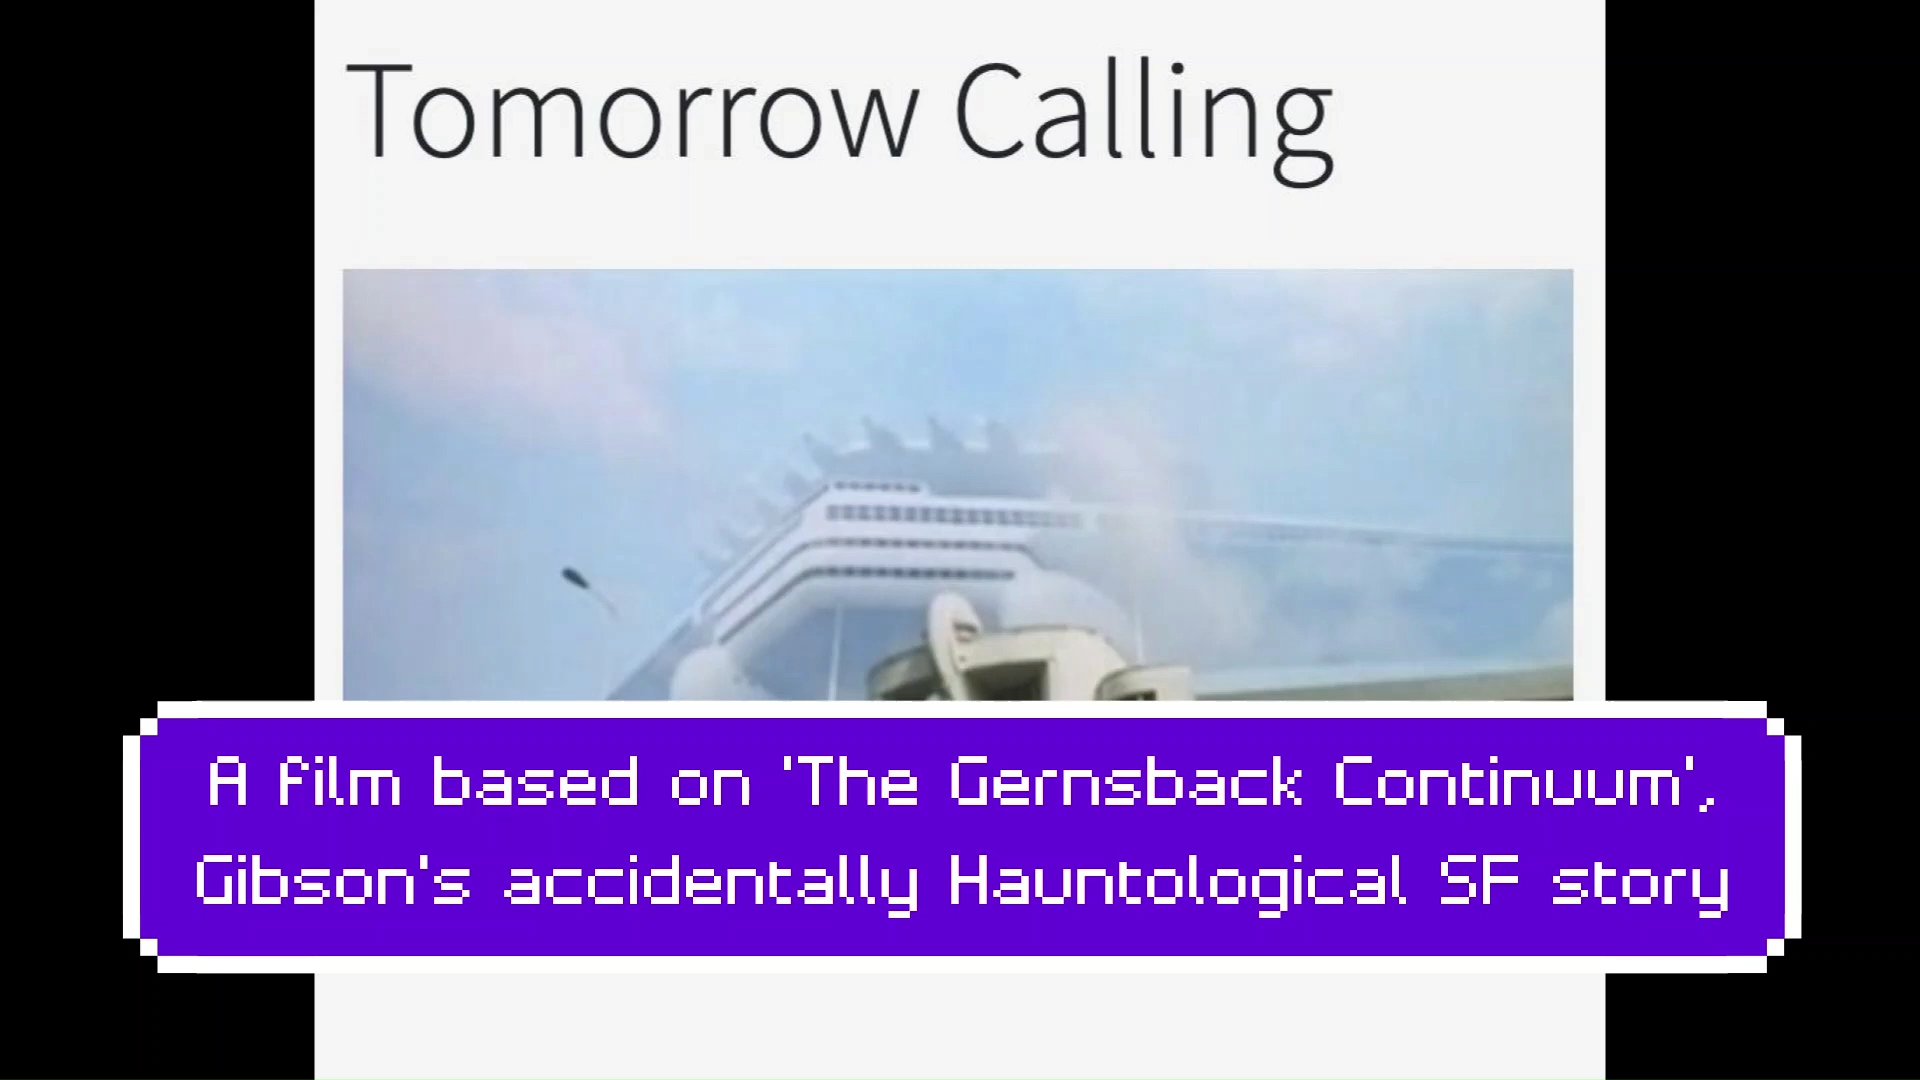 Tomorrow Calling
A film based on 'The Gernsback Continuum',
Gibson's accidentally Hauntological SF story